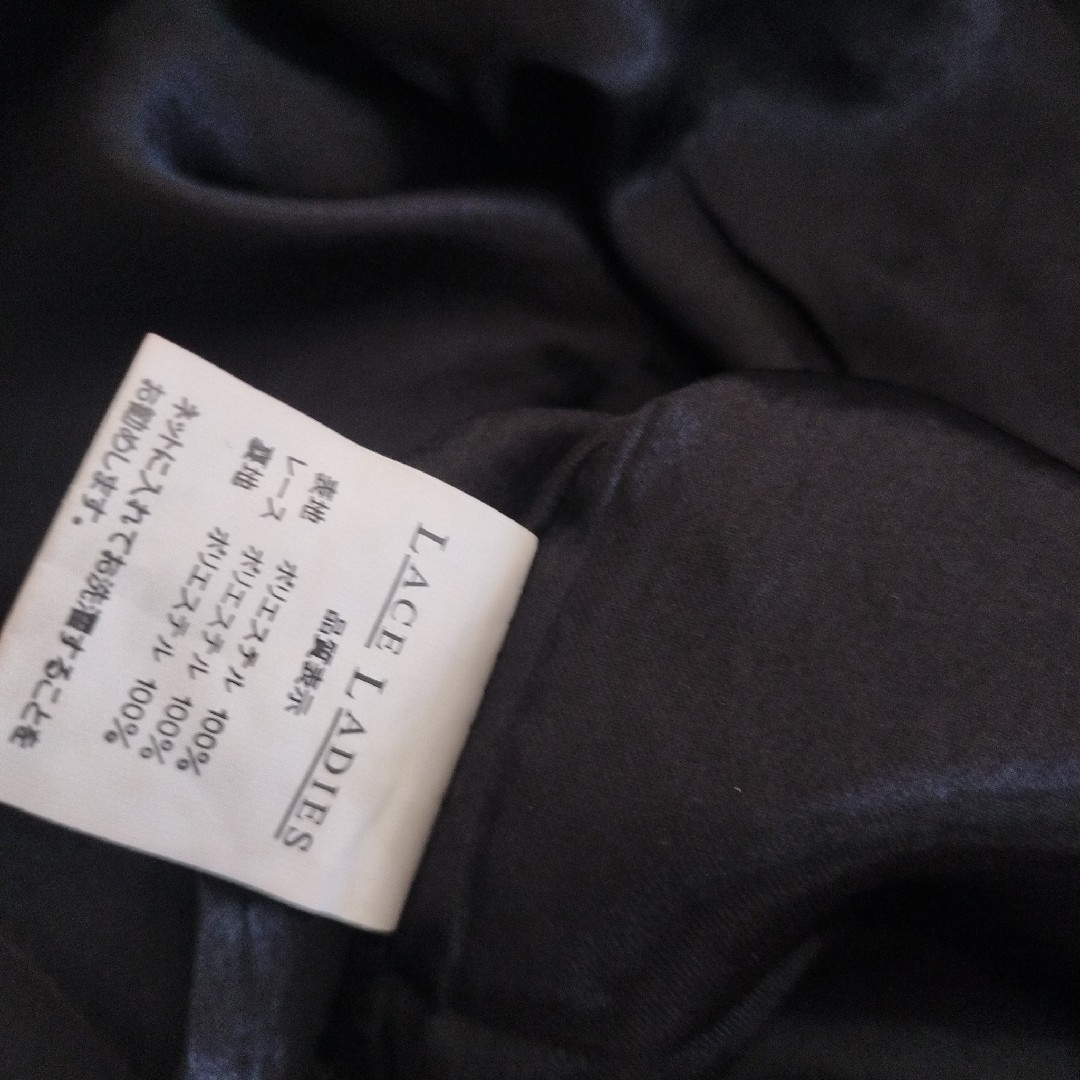 LACE LADIES
品質表示
表地 ポリエステル 100%
レース ポリエステル 100%
裏地 ポリエステル 100%
ネットに入れてお洗濯することを
お勧めします。